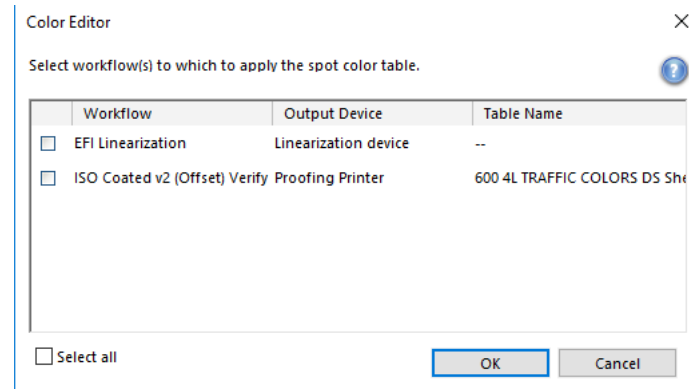 Color Editor
Select workflow(s) to which to apply the spot color table.
Workflow Output Device Table Name
EFI Linearization Linearization device --
ISO Coated v2 (Offset) Verify Proofing Printer 600 4L TRAFFIC COLORS DS She
Select all OK Cancel